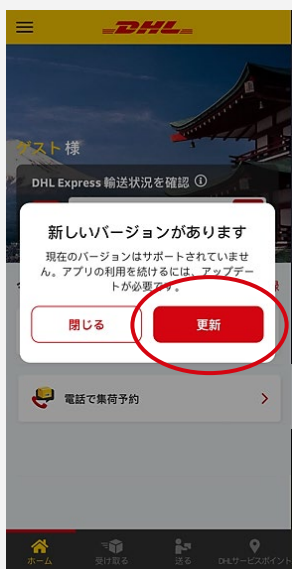 DHL
ゲスト 様
DHL Express 輸送状況を確認
新しいバージョンがあります
現在のバージョンはサポートされていませ
ん。アプリの利用を続けるには、アップデー
トが必要です。
閉じる
更新
電話で集荷予約
ホーム
受け取る
送る
DHLサービスポイント